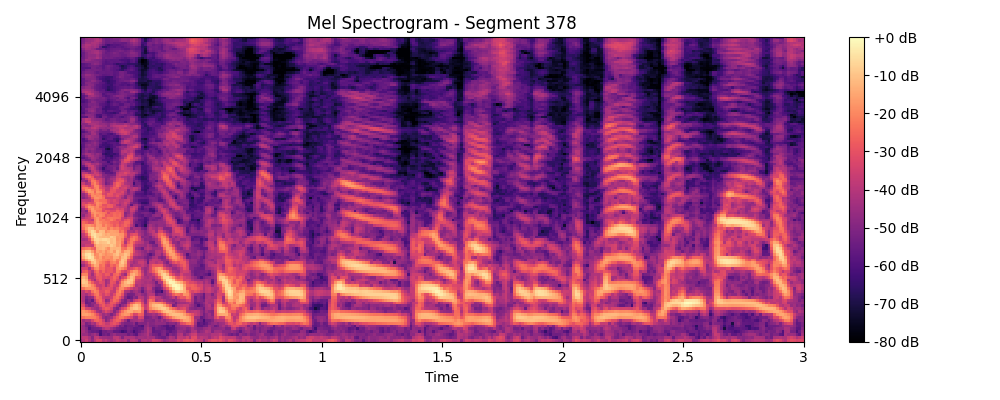 Mel Spectrogram - Segment 378
+0 dB
-10 dB
-20 dB
-30 dB
-40 dB
-50 dB
-60 dB
-70 dB
-80 dB
4096
2048
1024
512
0
Frequency
0
0.5
1
1.5
2
2.5
3
Time